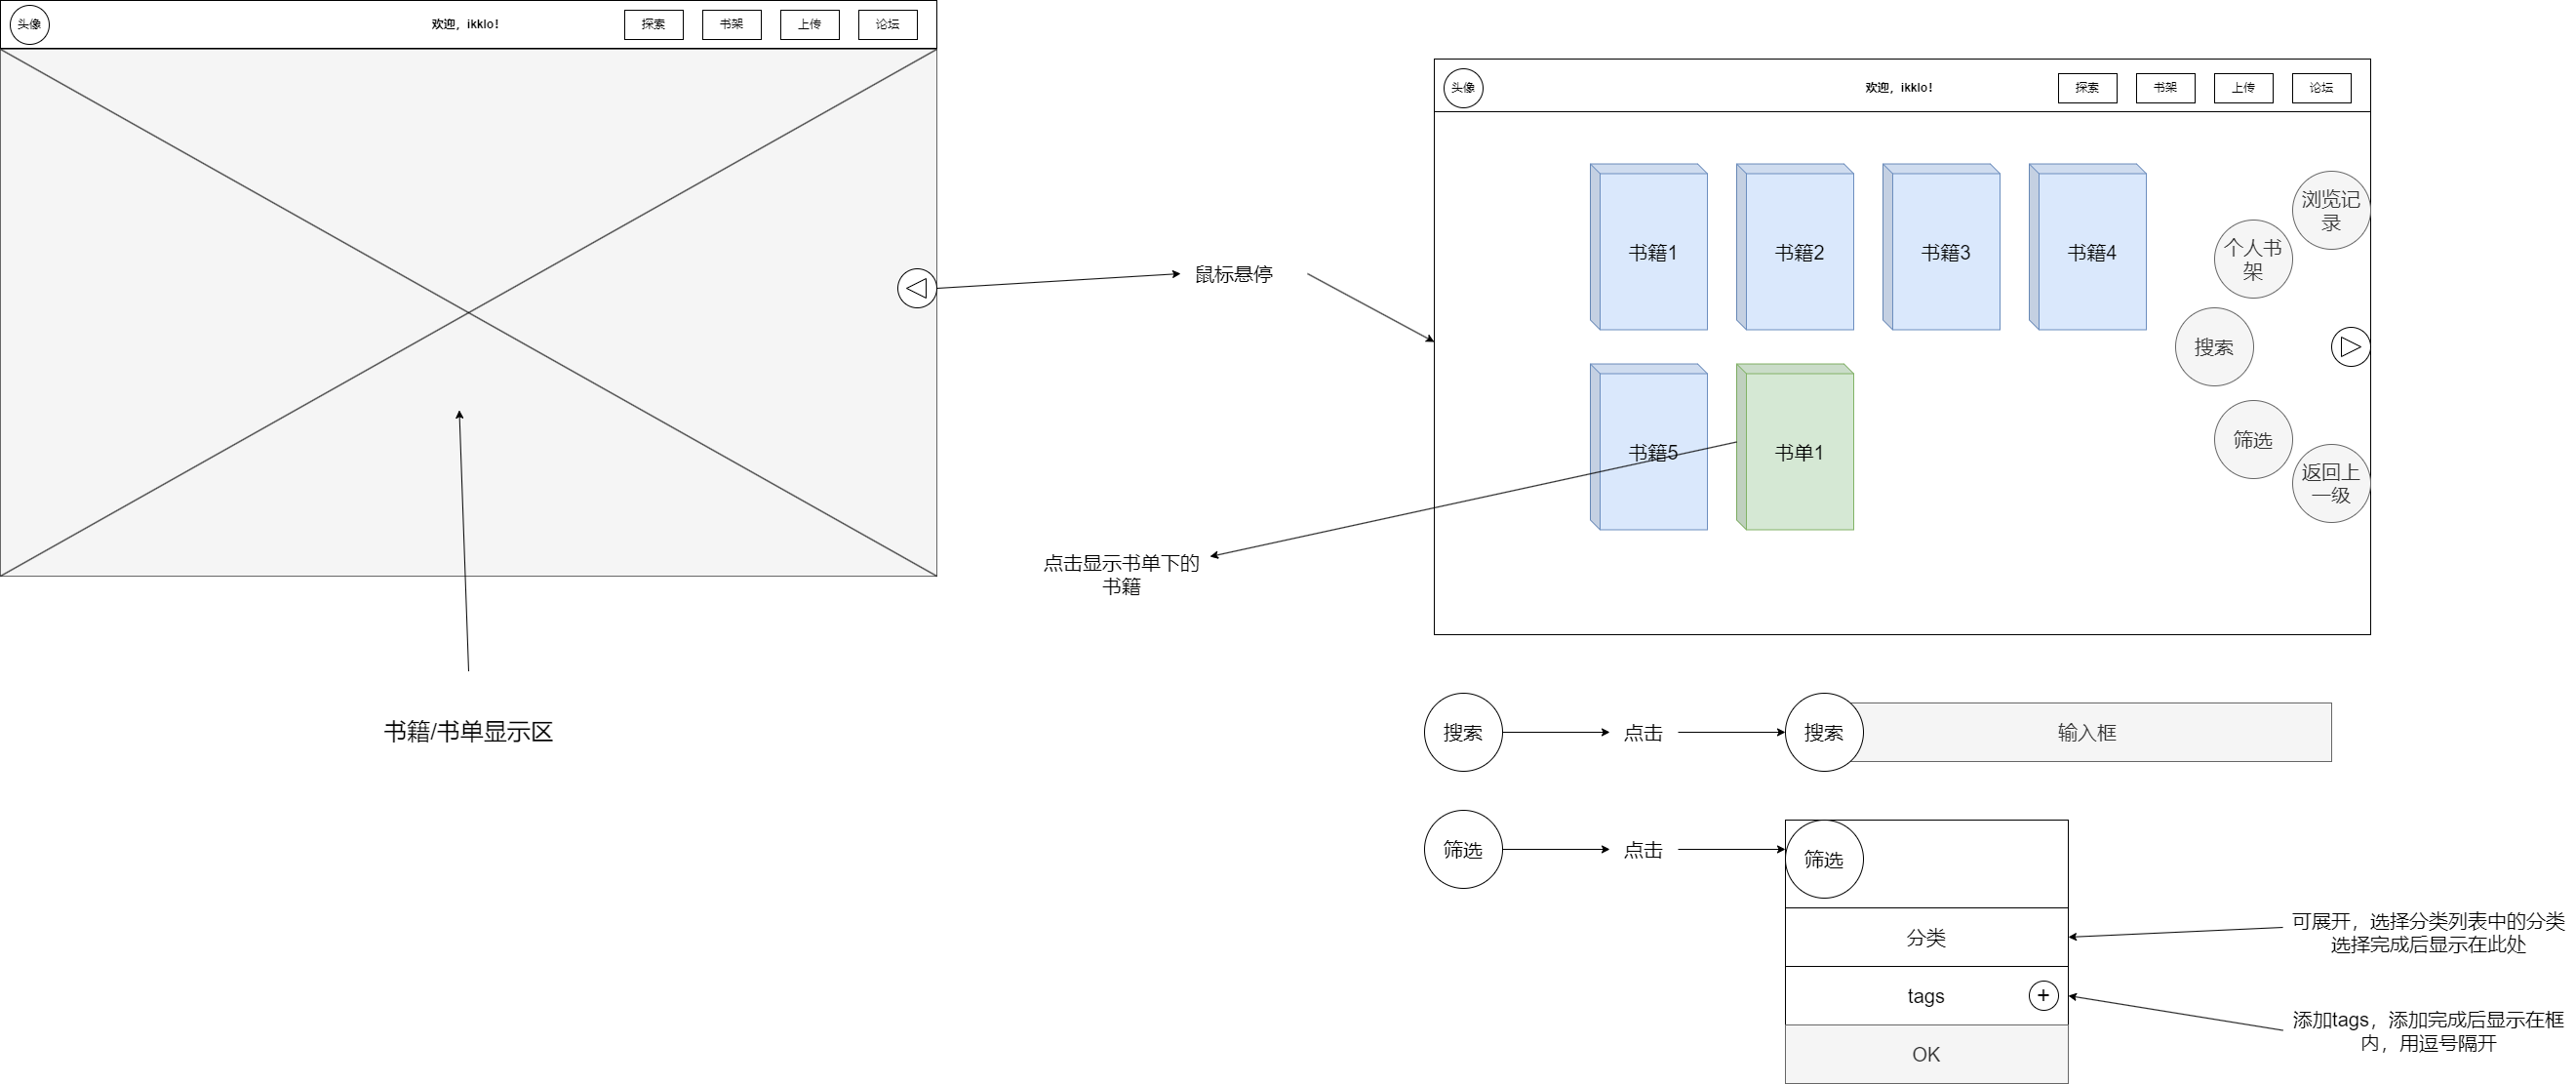 头像
欢迎，ikklo！
探索
书架
上传
论坛
书籍/书单显示区
鼠标悬停
头像
欢迎，ikklo！
探索
书架
上传
论坛
书籍1
书籍2
书籍3
书籍4
书籍5
书单1
浏览记
录
个人书
架
搜索
筛选
返回上
一级
点击显示书单下的
书籍
搜索
点击
搜索
输入框
筛选
点击
筛选
分类
tags
+
OK
可展开，选择分类列表中的分类
选择完成后显示在此处
添加tags，添加完成后显示在框
内，用逗号隔开